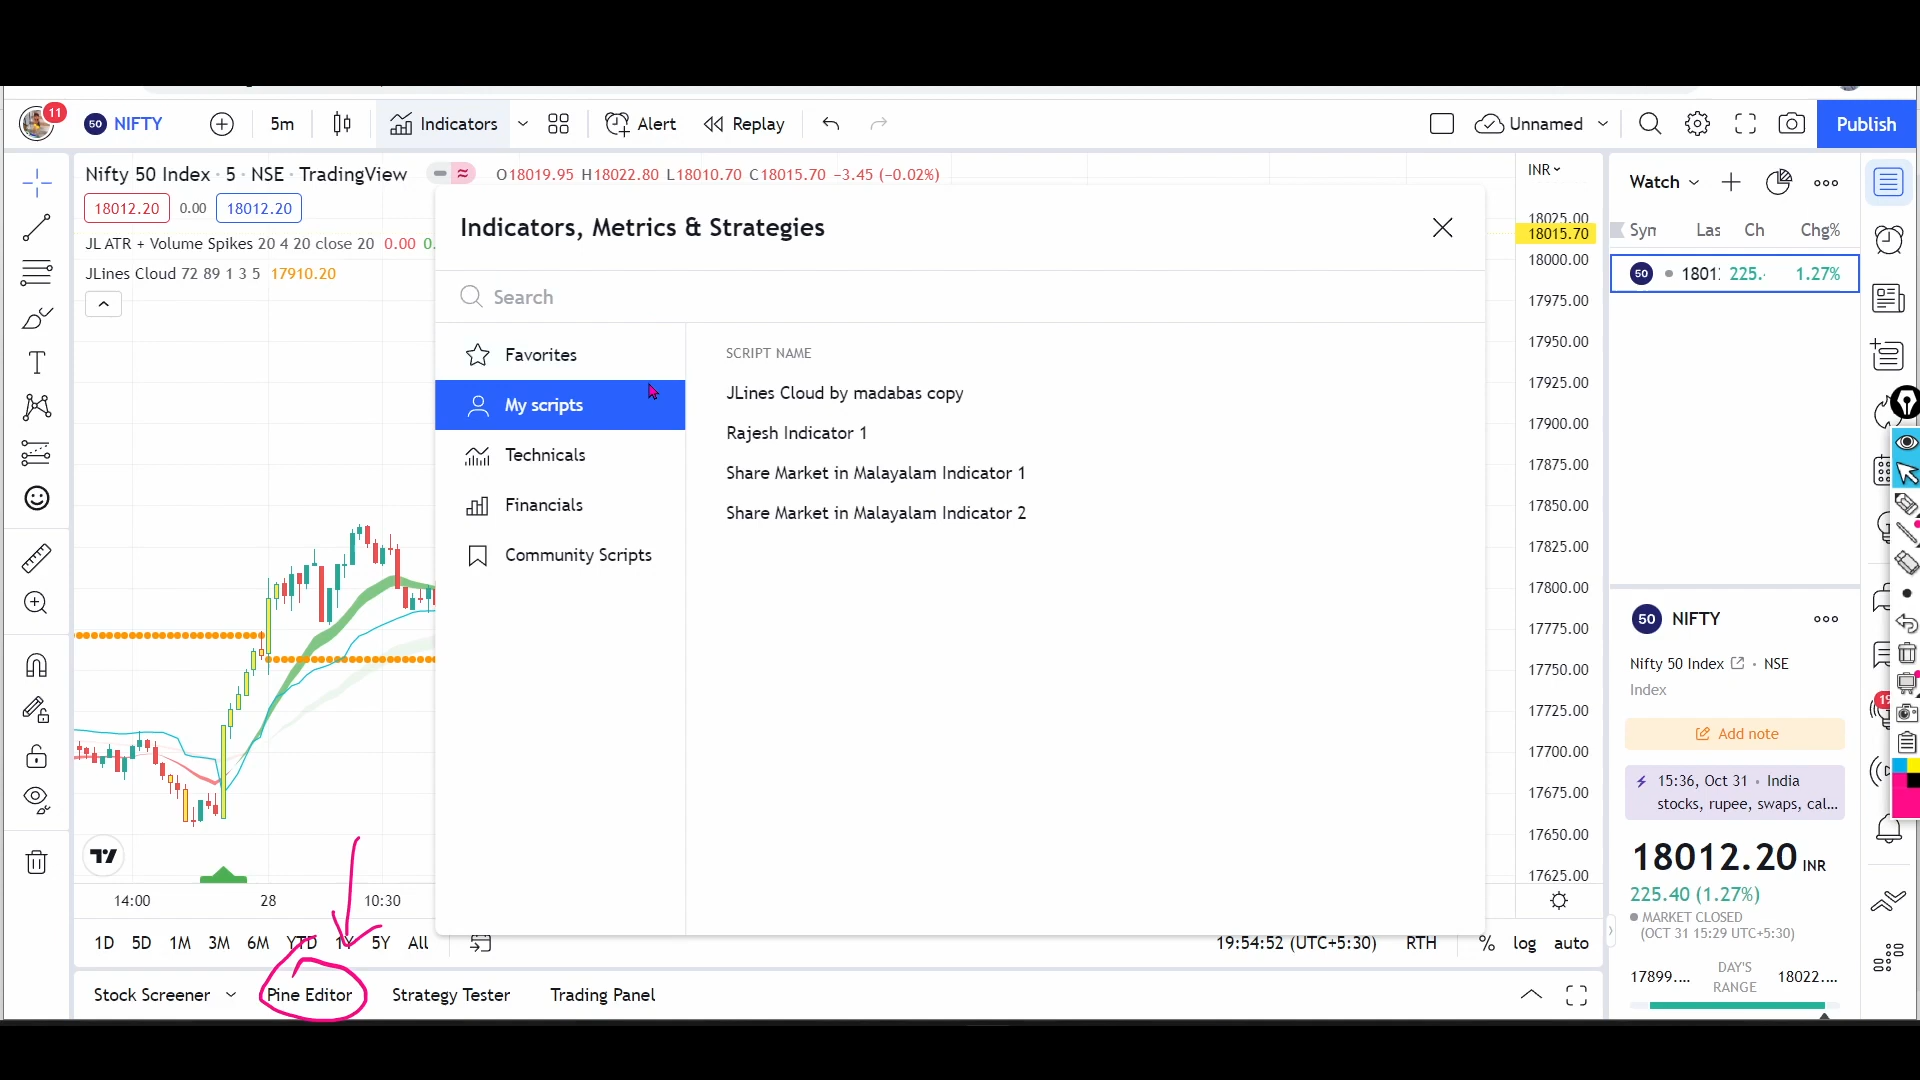 11
50 NIFTY
5m
Indicators
Alert
Replay
Unnamed
Publish
Nifty 50 Index · 5 · NSE · TradingView
O18019.95 H18022.80 L18010.70 C18015.70 −3.45 (−0.02%)
18012.20 0.00 18012.20
JL ATR + Volume Spikes 20 4 20 close 20 0.00 0.
JLines Cloud 72 89 1 3 5 17910.20
Indicators, Metrics & Strategies
Search
Favorites
My scripts
Technicals
Financials
Community Scripts
SCRIPT NAME
JLines Cloud by madabas copy
Rajesh Indicator 1
Share Market in Malayalam Indicator 1
Share Market in Malayalam Indicator 2
INR
18025.00
18015.70
18000.00
17975.00
17950.00
17925.00
17900.00
17875.00
17850.00
17825.00
17800.00
17775.00
17750.00
17725.00
17700.00
17675.00
17650.00
17625.00
14:00 28 10:30
1D 5D 1M 3M 6M YTD 1Y 5Y All
19:54:52 (UTC+5:30) RTH % log auto
Stock Screener Pine Editor Strategy Tester Trading Panel
Watch
Syn Las Ch Chg%
50 1801 225. 1.27%
50 NIFTY
Nifty 50 Index · NSE
Index
Add note
15:36, Oct 31 · India
stocks, rupee, swaps, cal...
18012.20 INR
225.40 (1.27%)
MARKET CLOSED
(OCT 31 15:29 UTC+5:30)
17899.... DAY'S RANGE 18022....